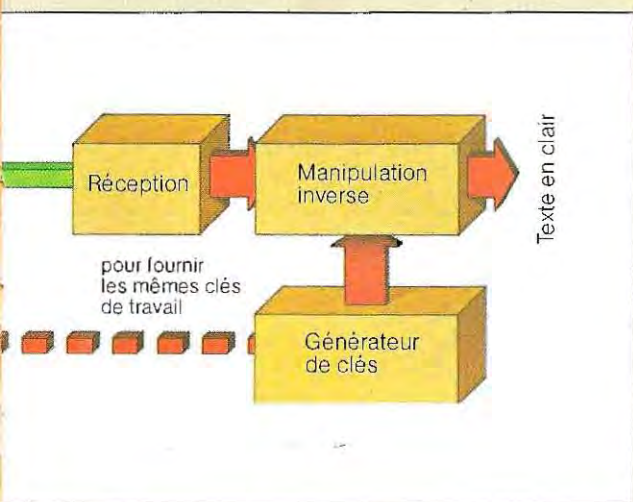 Réception
Manipulation
inverse
Texte en clair
pour fournir
les mêmes clés
de travail
Générateur
de clés